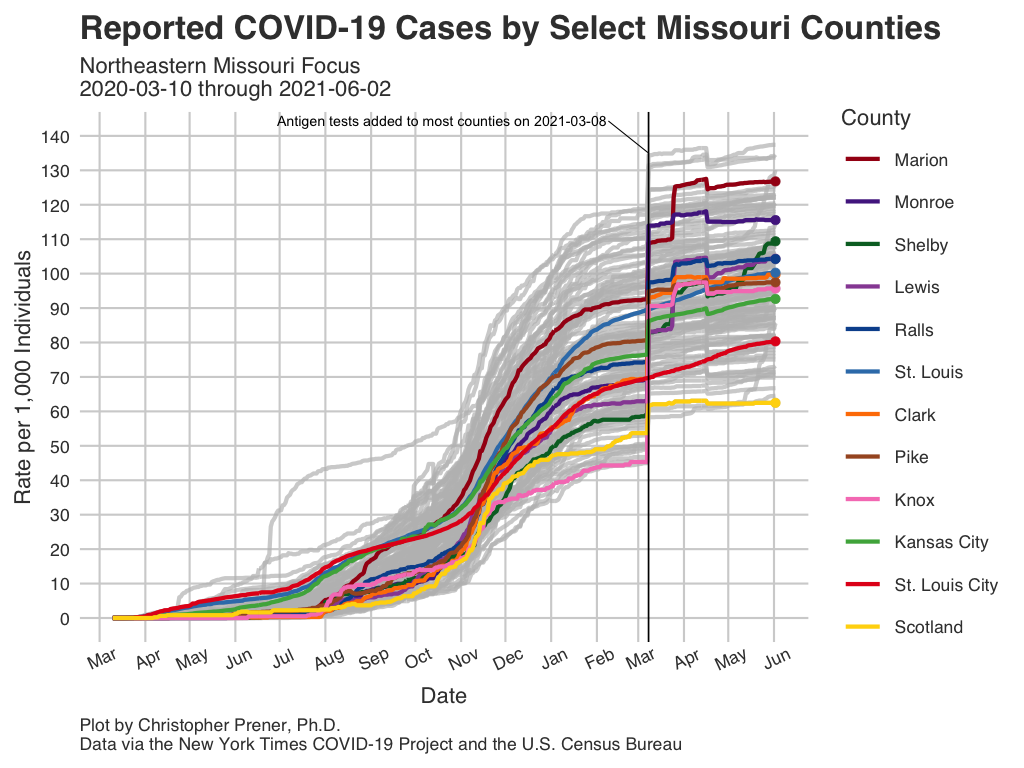 Reported COVID-19 Cases by Select Missouri Counties
Northeastern Missouri Focus
2020-03-10 through 2021-06-02
Antigen tests added to most counties on 2021-03-08
140
130
120
110
100
90
80
70
60
50
40
30
20
10
0
Rate per 1,000 Individuals
Mar Apr May Jun Jul Aug Sep Oct Nov Dec Jan Feb Mar Apr May Jun
Date
County
Marion
Monroe
Shelby
Lewis
Ralls
St. Louis
Clark
Pike
Knox
Kansas City
St. Louis City
Scotland
Plot by Christopher Prener, Ph.D.
Data via the New York Times COVID-19 Project and the U.S. Census Bureau